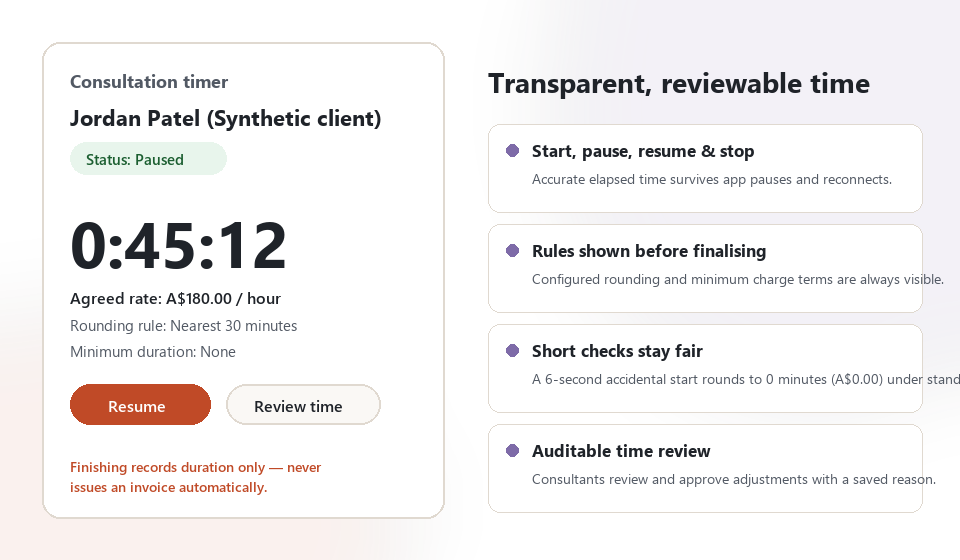 Consultation timer
Jordan Patel (Synthetic client)
Status: Paused
0:45:12
Agreed rate: A$180.00 / hour
Rounding rule: Nearest 30 minutes
Minimum duration: None
Resume
Review time
Finishing records duration only — never
issues an invoice automatically.
Transparent, reviewable time
Start, pause, resume & stop
Accurate elapsed time survives app pauses and reconnects.
Rules shown before finalising
Configured rounding and minimum charge terms are always visible.
Short checks stay fair
A 6-second accidental start rounds to 0 minutes (A$0.00) under stand
Auditable time review
Consultants review and approve adjustments with a saved reason.